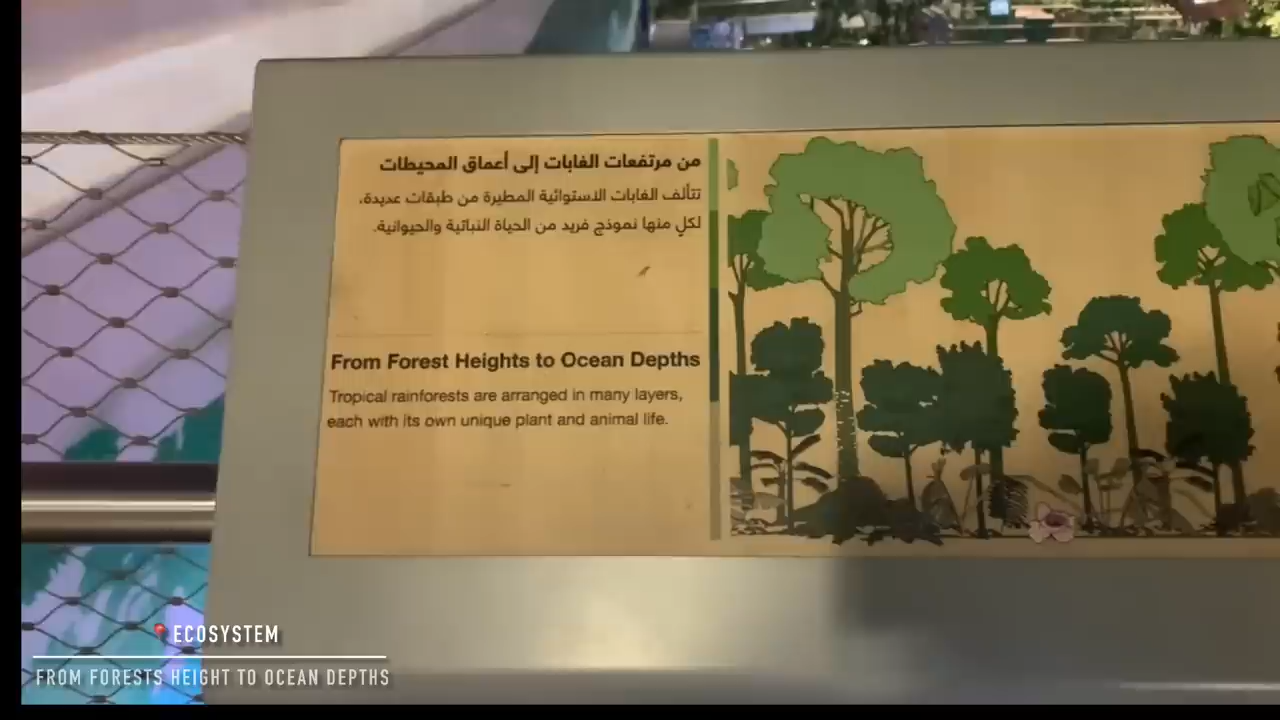 من مرتفعات الغابات إلى أعماق المحيطات
تتألف الغابات الاستوائية المطيرة من طبقات عديدة،
لكلٍ منها نموذج فريد من الحياة النباتية والحيوانية.
From Forest Heights to Ocean Depths
Tropical rainforests are arranged in many layers,
each with its own unique plant and animal life.
ECOSYSTEM
FROM FORESTS HEIGHT TO OCEAN DEPTHS